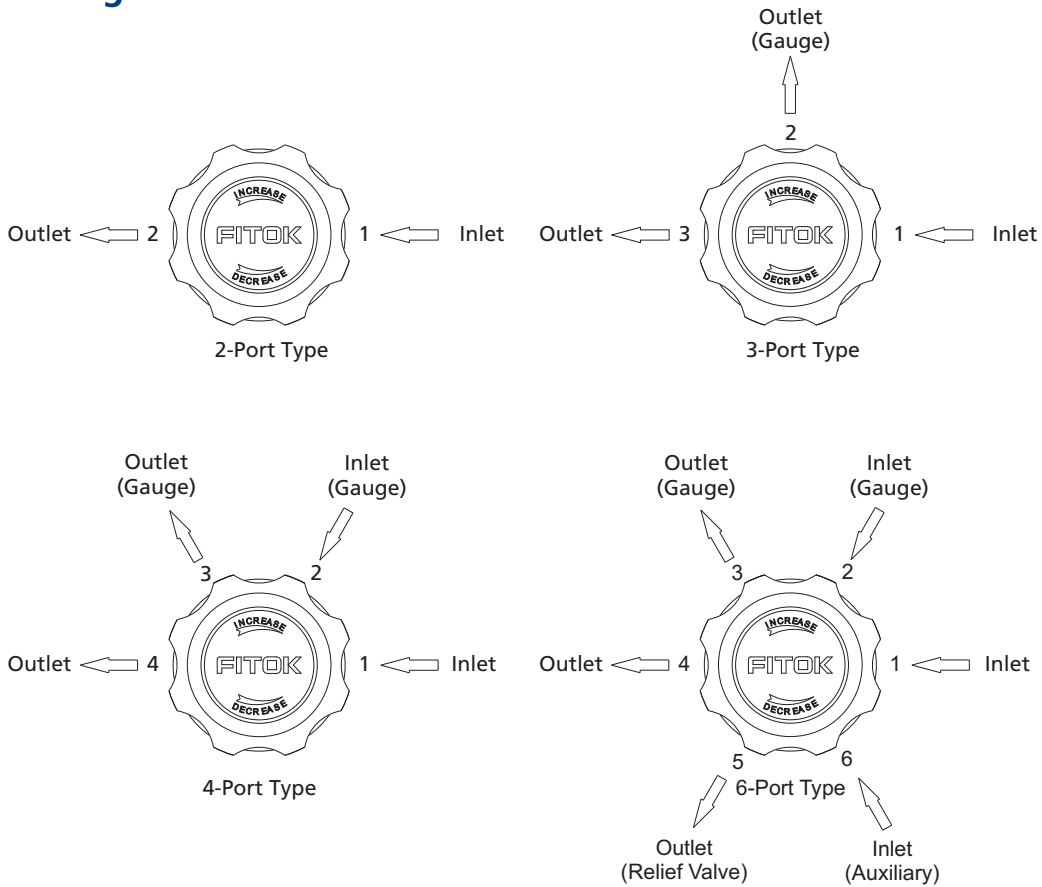 Outlet
(Gauge)
2
INCREASE
FITOK
DECREASE
Outlet
2
1
Inlet
2-Port Type
INCREASE
FITOK
DECREASE
Outlet
3
1
Inlet
3-Port Type
Outlet
(Gauge)
Inlet
(Gauge)
3
2
INCREASE
FITOK
DECREASE
Outlet
4
1
Inlet
4-Port Type
Outlet
(Gauge)
Inlet
(Gauge)
3
2
INCREASE
FITOK
DECREASE
Outlet
4
1
Inlet
5
6
6-Port Type
Outlet
(Relief Valve)
Inlet
(Auxiliary)